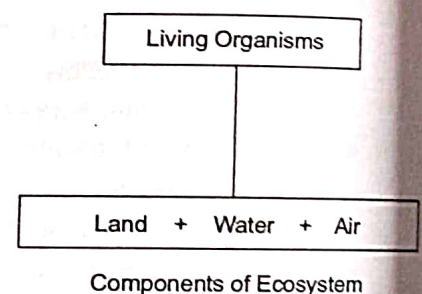 Living Organisms
Land + Water + Air
Components of Ecosystem